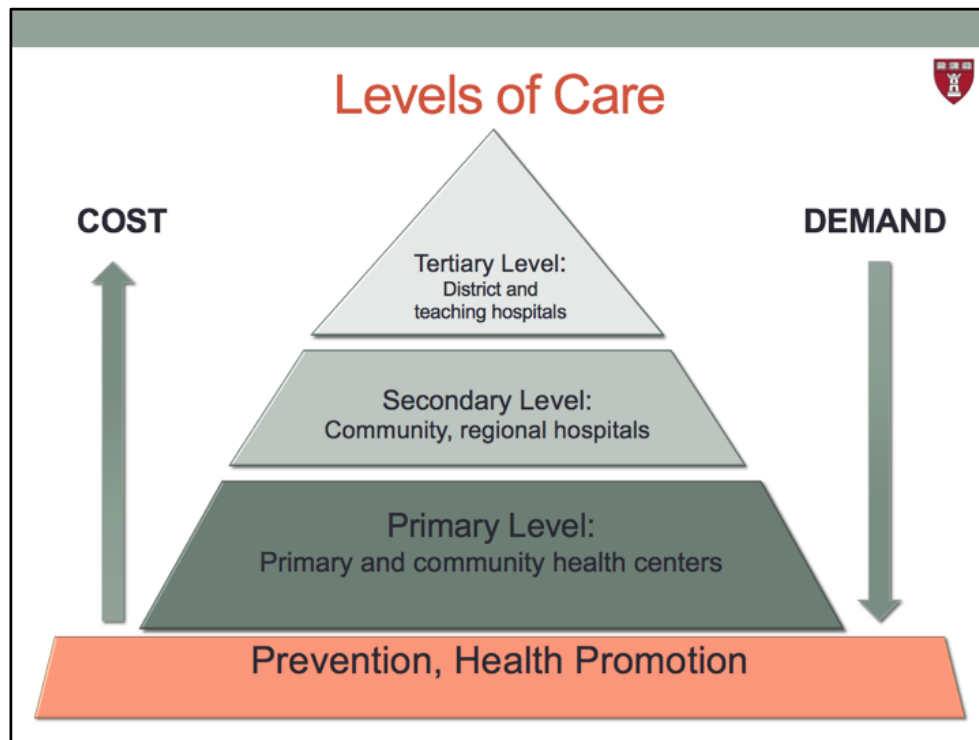 Levels of Care
COST
DEMAND
Tertiary Level:
District and
teaching hospitals
Secondary Level:
Community, regional hospitals
Primary Level:
Primary and community health centers
Prevention, Health Promotion